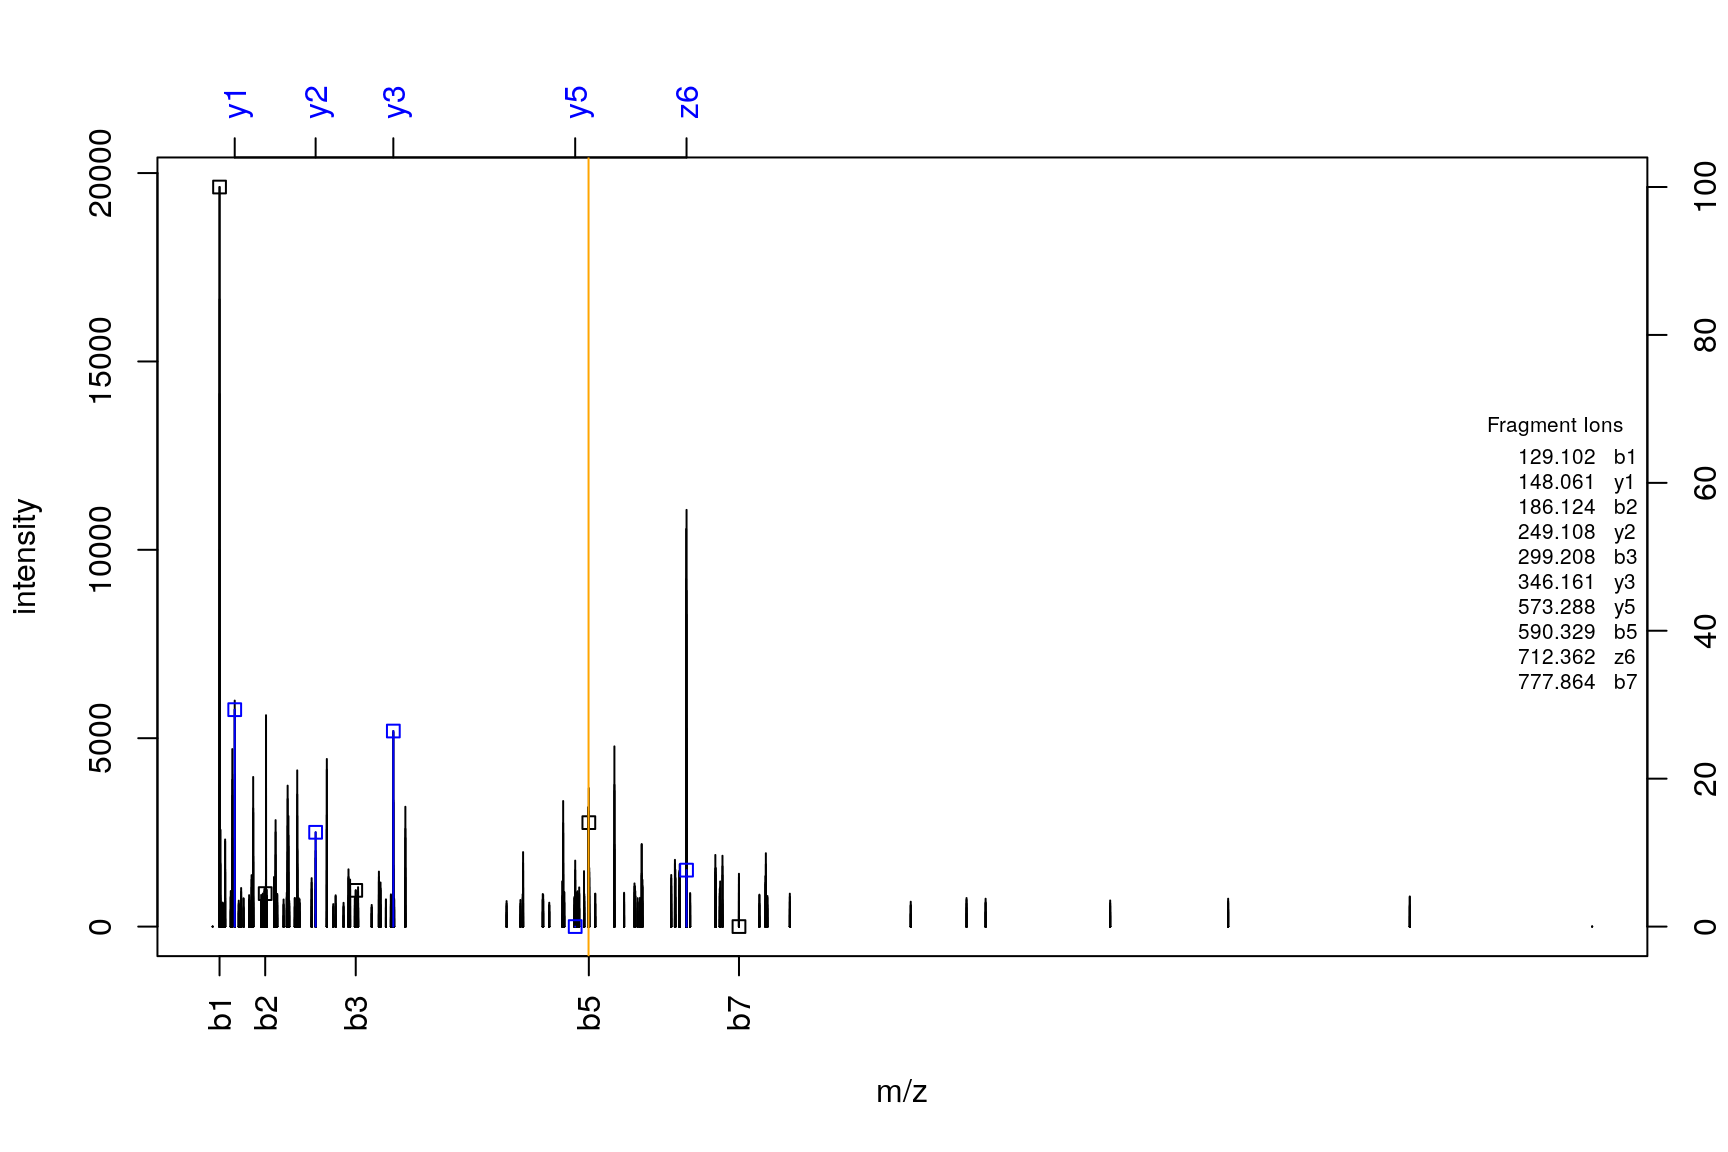 y1 y2 y3 y5 z6
20000
15000
10000
5000
0
intensity
100
80
60
40
20
0
Fragment Ions
129.102 b1
148.061 y1
186.124 b2
249.108 y2
299.208 b3
346.161 y3
573.288 y5
590.329 b5
712.362 z6
777.864 b7
b1 b2 b3 b5 b7
m/z